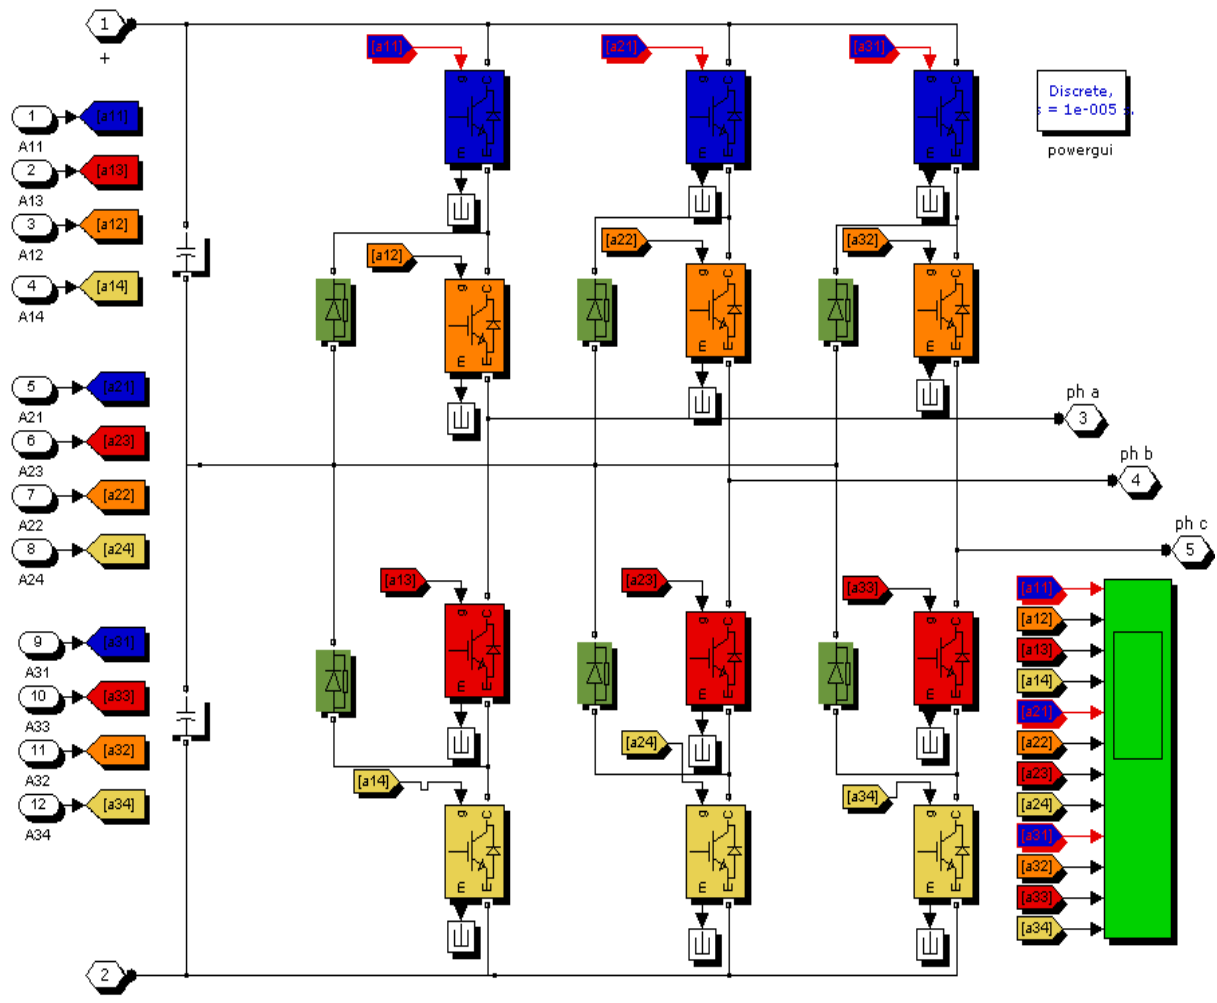 1
+
[a11]
[a21]
[a31]
g C
m E
g C
m E
g C
m E
Discrete,
s = 1e-005 s.
powergui
1
[a11]
A11
2
[a13]
A13
3
[a12]
A12
4
[a14]
A14
[a12]
[a22]
[a32]
g C
m E
g C
m E
g C
m E
5
[a21]
A21
6
[a23]
A23
7
[a22]
A22
8
[a24]
A24
ph a
3
ph b
4
ph c
5
[a13]
[a23]
[a33]
g C
m E
g C
m E
g C
m E
9
[a31]
A31
10
[a33]
A33
11
[a32]
A32
12
[a34]
A34
[a14]
[a24]
[a34]
g C
m E
g C
m E
g C
m E
[a11]
[a12]
[a13]
[a14]
[a21]
[a22]
[a23]
[a24]
[a31]
[a32]
[a33]
[a34]
2